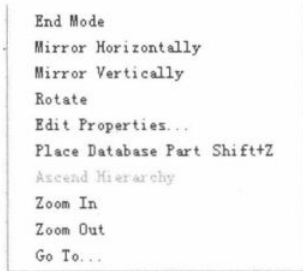 End Mode
Mirror Horizontally
Mirror Vertically
Rotate
Edit Properties...
Place Database Part Shift+Z
Ascend Hierarchy
Zoom In
Zoom Out
Go To...